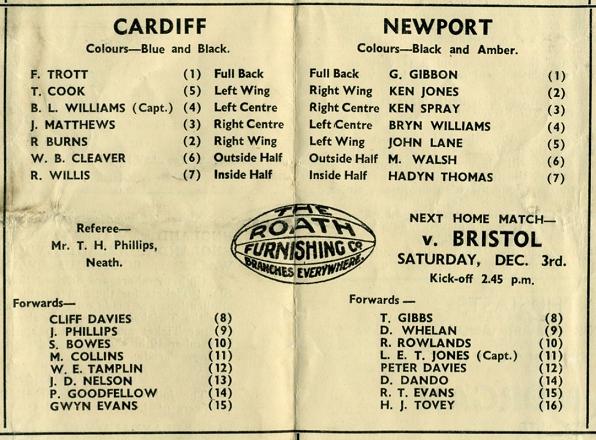 CARDIFF
Colours—Blue and Black.
F. TROTT (1) Full Back
T. COOK (5) Left Wing
B. L. WILLIAMS (Capt.) (4) Left Centre
J. MATTHEWS (3) Right Centre
R BURNS (2) Right Wing
W. B. CLEAVER (6) Outside Half
R. WILLIS (7) Inside Half
NEWPORT
Colours—Black and Amber.
Full Back G. GIBBON (1)
Right Wing KEN JONES (2)
Right Centre KEN SPRAY (3)
Left Centre BRYN WILLIAMS (4)
Left Wing JOHN LANE (5)
Outside Half M. WALSH (6)
Inside Half HADYN THOMAS (7)
Referee—
Mr. T. H. Phillips,
Neath.
THE
ROATH
FURNISHING CO
BRANCHES EVERYWHERE.
NEXT HOME MATCH—
v. BRISTOL
SATURDAY, DEC. 3rd.
Kick-off 2.45 p.m.
Forwards—
CLIFF DAVIES (8)
J. PHILLIPS (9)
S. BOWES (10)
M. COLLINS (11)
W. E. TAMPLIN (12)
J. D. NELSON (13)
P. GOODFELLOW (14)
GWYN EVANS (15)
Forwards —
T. GIBBS (8)
D. WHELAN (9)
R. ROWLANDS (10)
L. E. T. JONES (Capt.) (11)
PETER DAVIES (12)
D. DANDO (14)
R. T. EVANS (15)
H. J. TOVEY (16)